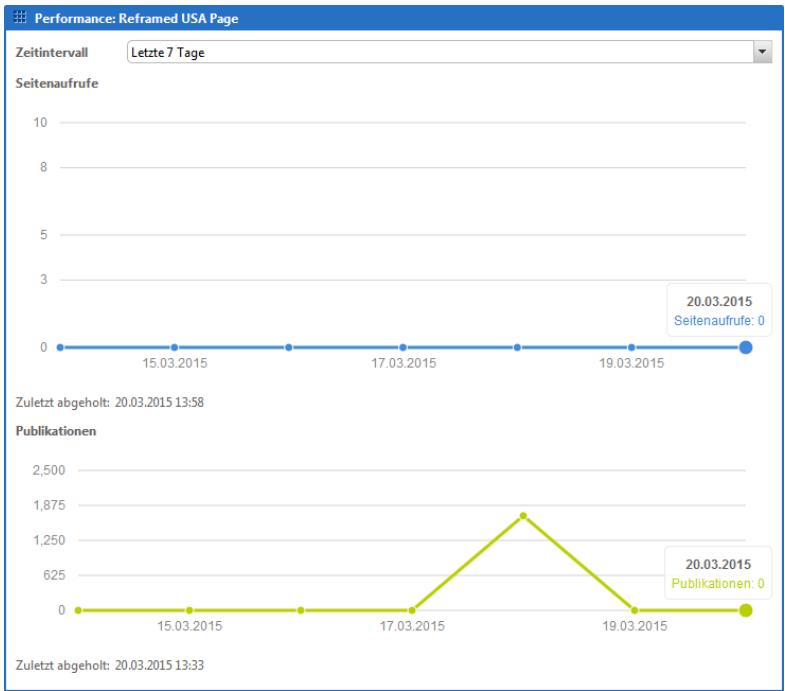 Performance: Reframed USA Page
Zeitintervall Letzte 7 Tage
Seitenaufrufe
10
8
5
3
20.03.2015
Seitenaufrufe: 0
0
15.03.2015 17.03.2015 19.03.2015
Zuletzt abgeholt: 20.03.2015 13:58
Publikationen
2,500
1,875
1,250
20.03.2015
625
Publikationen: 0
0
15.03.2015 17.03.2015 19.03.2015
Zuletzt abgeholt: 20.03.2015 13:33